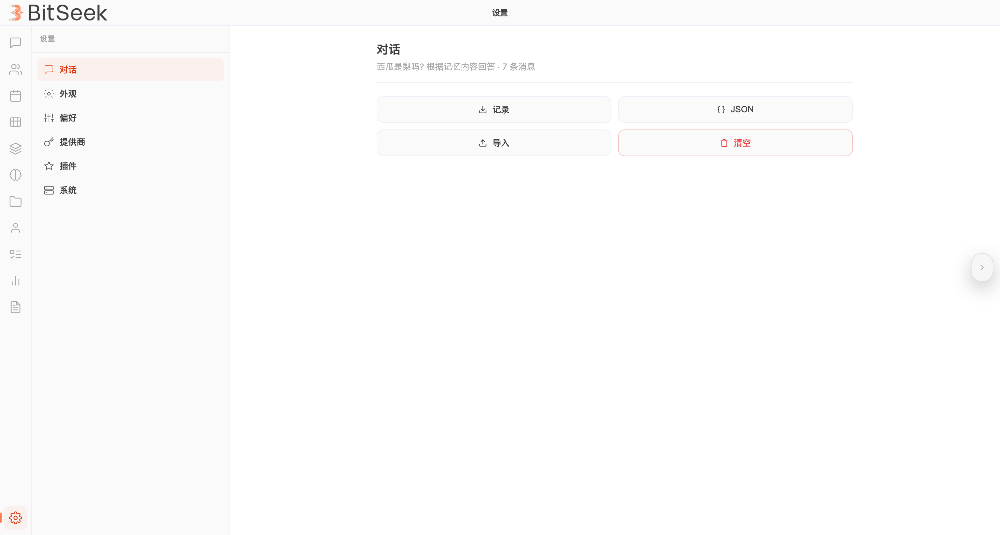 BitSeek
设置
设置
对话
外观
偏好
提供商
插件
系统
对话
西瓜是梨吗? 根据记忆内容回答 · 7 条消息
记录
{ } JSON
导入
清空